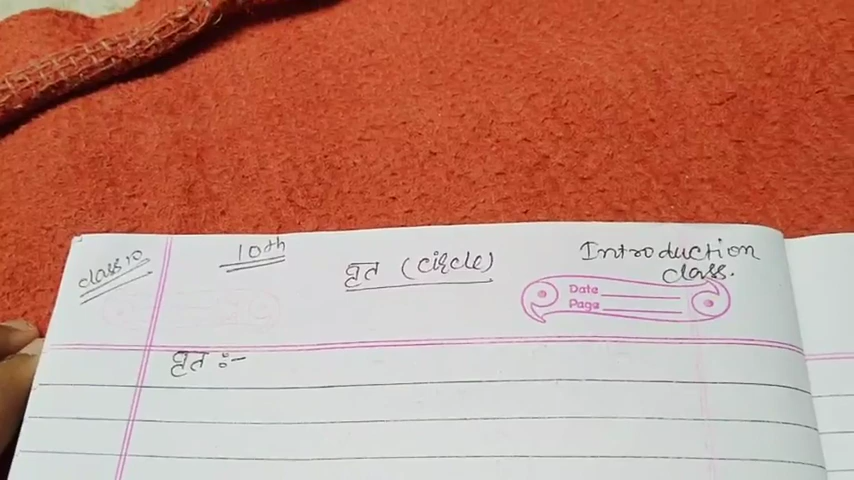 class 10
10th
वृत (circle)
Introduction
class.
Date
Page
वृत :-